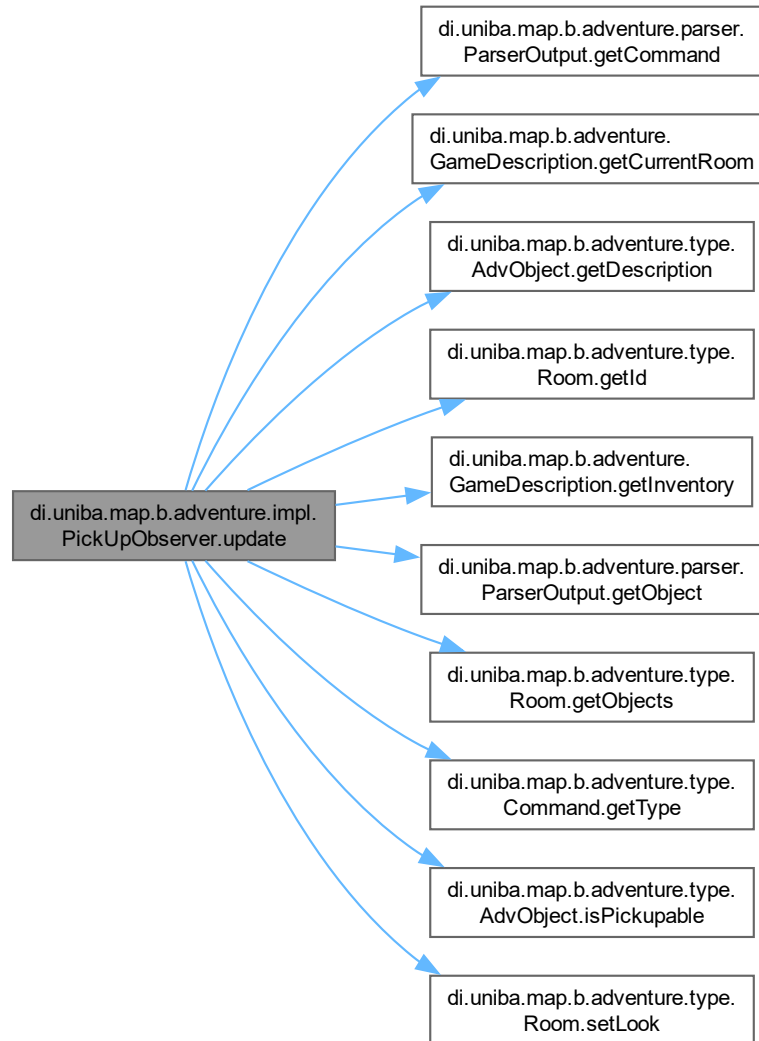 di.uniba.map.b.adventure.parser.
ParserOutput.getCommand
di.uniba.map.b.adventure.
GameDescription.getCurrentRoom
di.uniba.map.b.adventure.type.
AdvObject.getDescription
di.uniba.map.b.adventure.type.
Room.getId
di.uniba.map.b.adventure.
GameDescription.getInventory
di.uniba.map.b.adventure.impl.
PickUpObserver.update
di.uniba.map.b.adventure.parser.
ParserOutput.getObject
di.uniba.map.b.adventure.type.
Room.getObjects
di.uniba.map.b.adventure.type.
Command.getType
di.uniba.map.b.adventure.type.
AdvObject.isPickupable
di.uniba.map.b.adventure.type.
Room.setLook